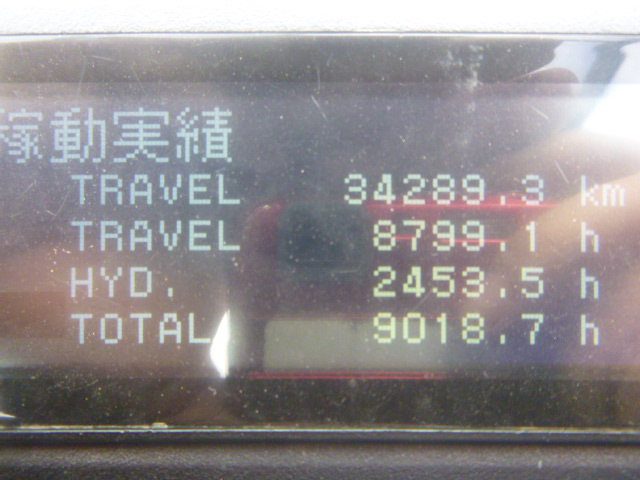 稼動実績
TRAVEL 34289.3 km
TRAVEL 8799.1 h
HYD. 2453.5 h
TOTAL 9018.7 h